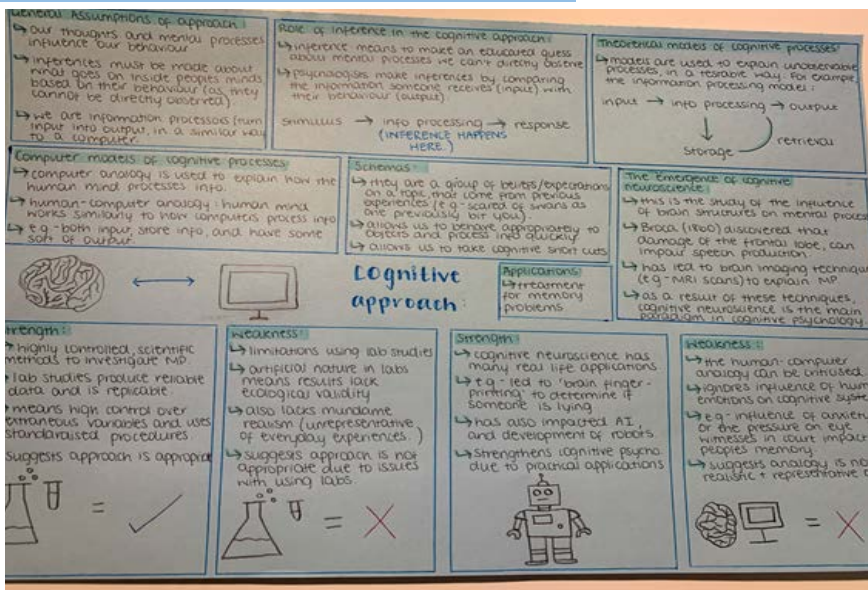 General Assumptions of approach:
↳ our thoughts and mental processes
influence our behaviour
↳ inferences must be made about
what goes on inside peoples minds
based on their behaviour (as they
cannot be directly observed).
↳ we are information processors (turn
input into output, in a similar way
to a computer.
Role of inference in the cognitive approach:
↳ inference means to make an educated guess
about mental processes we can't directly observe
↳ psychologists make inferences by comparing
the information someone receives (input) with
their behaviour (output).
stimulus → info processing → response
(INFERENCE HAPPENS
HERE.)
Theoretical models of cognitive processes:
↳ models are used to explain unobservable
processes, in a testable way. For example
the information processing model:
input → info processing → output
storage
retrieval
Computer models of cognitive processes:
↳ computer analogy is used to explain how the
human mind processes info.
↳ human-computer analogy: human mind
works similarly to how computers process info
↳ e.g - both input, store info, and have some
sort of output.
Schemas:
↳ they are a group of beliefs/expectations
on a topic, that come from previous
experiences (e.g - scared of swans as
one previously bit you).
↳ allows us to behave appropriately to
objects and process info quickly
↳ allows us to take cognitive short cuts
The emergence of cognitive
neuroscience:
↳ this is the study of the influence
of brain structures on mental proces
↳ Broca (1860) discovered that
damage of the frontal lobe, can
impair speech production.
↳ has led to brain imaging technique
(e.g - MRI scans) to explain MP
↳ as a result of these techniques,
cognitive neuroscience is the main
paradigm in cognitive psychology
Cognitive
approach:
Applications:
↳ treatment
for memory
problems
trength:
highly controlled, scientific
methods to investigate MP.
lab studies produce reliable
data and is replicable.
means high control over
extraneous variables and uses
standardised procedures.
suggests approach is appropriat
=
Weakness:
↳ limitations using lab studies
↳ artificial nature in labs
means results lack
ecological validity
↳ also lacks mundane
realism (unrepresentative
of everyday experiences.)
↳ suggests approach is not
appropriate due to issues
with using labs.
=
Strength:
↳ cognitive neuroscience has
many real life applications
↳ e.g - led to 'brain finger-
printing' to determine if
someone is lying
↳ has also impacted AI,
and development of robots.
↳ strengthens cognitive psycho
due to practical applications
Weakness:
↳ the human-computer
analogy can be critiused.
↳ ignores influence of huma
emotions on cognitive syste
↳ e.g - influence of anxiety
or the pressure on eye
witnesses in court impact
peoples memory.
↳ suggests analogy is no
realistic + representative
=